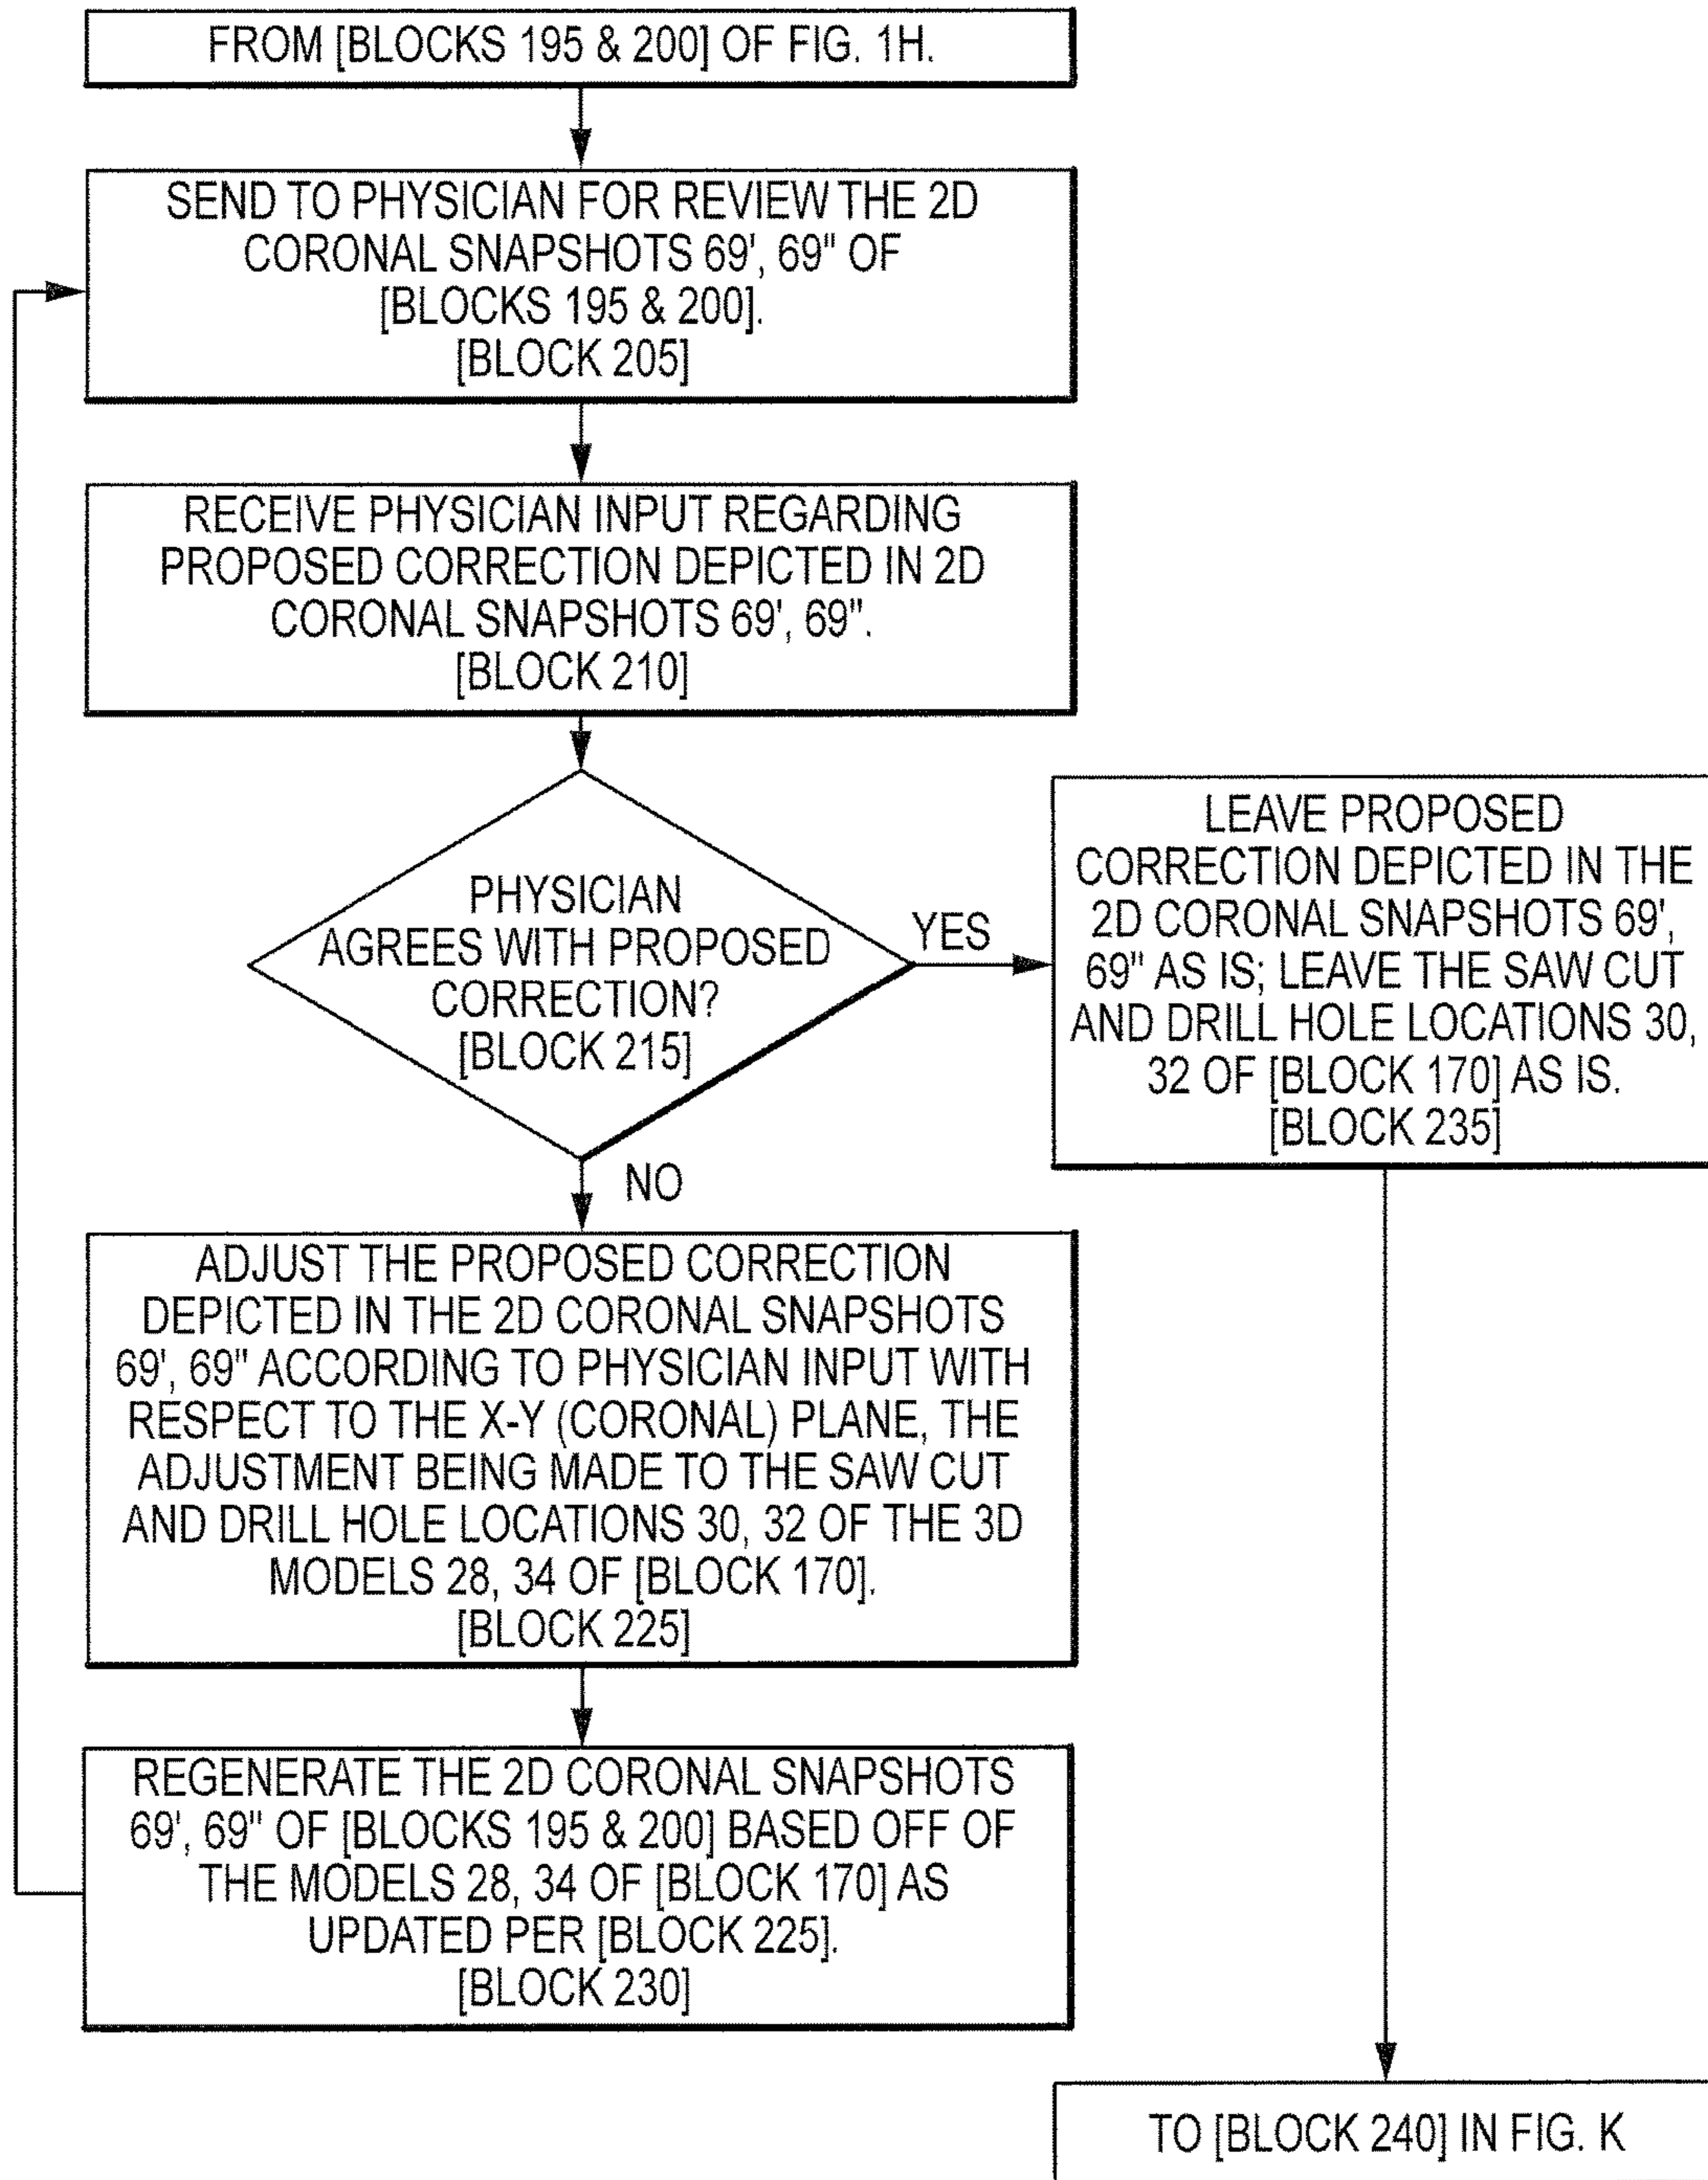 FROM [BLOCKS 195 & 200] OF FIG. 1H.
SEND TO PHYSICIAN FOR REVIEW THE 2D
CORONAL SNAPSHOTS 69', 69" OF
[BLOCKS 195 & 200].
[BLOCK 205]
RECEIVE PHYSICIAN INPUT REGARDING
PROPOSED CORRECTION DEPICTED IN 2D
CORONAL SNAPSHOTS 69', 69".
[BLOCK 210]
PHYSICIAN
AGREES WITH PROPOSED
CORRECTION?
[BLOCK 215]
YES
LEAVE PROPOSED
CORRECTION DEPICTED IN THE
2D CORONAL SNAPSHOTS 69',
69" AS IS; LEAVE THE SAW CUT
AND DRILL HOLE LOCATIONS 30,
32 OF [BLOCK 170] AS IS.
[BLOCK 235]
NO
ADJUST THE PROPOSED CORRECTION
DEPICTED IN THE 2D CORONAL SNAPSHOTS
69', 69" ACCORDING TO PHYSICIAN INPUT WITH
RESPECT TO THE X-Y (CORONAL) PLANE, THE
ADJUSTMENT BEING MADE TO THE SAW CUT
AND DRILL HOLE LOCATIONS 30, 32 OF THE 3D
MODELS 28, 34 OF [BLOCK 170].
[BLOCK 225]
REGENERATE THE 2D CORONAL SNAPSHOTS
69', 69" OF [BLOCKS 195 & 200] BASED OFF OF
THE MODELS 28, 34 OF [BLOCK 170] AS
UPDATED PER [BLOCK 225].
[BLOCK 230]
TO [BLOCK 240] IN FIG. K